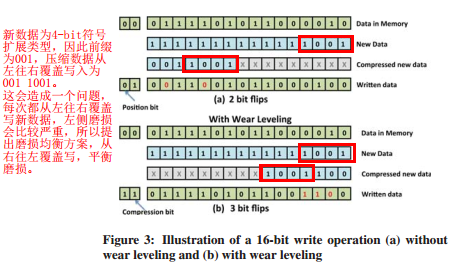 新数据为4-bit符号
扩展类型，因此前缀
为001，压缩数据从
左往右覆盖写入为
001 1001。
这会造成一个问题，
每次都从左往右覆盖
写新数据，左侧磨损
会比较严重，所以提
出磨损均衡方案，从
右往左覆盖写，平衡
磨损。
0 0 0 1 1 1 1 0 1 0 1 1 0 0 0 0 1 0 Data in Memory
1 1 1 1 1 1 1 1 1 1 1 1 1 0 0 1 New Data
0 0 1 1 0 0 1 X X X X X X X X X Compressed new data
0 1 0 0 1 1 0 0 1 0 1 1 0 0 0 0 1 0 Written data
Position bit
(a) 2 bit flips
With Wear Leveling
0 0 0 1 1 1 1 0 1 0 1 1 0 0 0 0 1 0 Data in Memory
1 1 1 1 1 1 1 1 1 1 1 1 1 0 0 1 New Data
X X X X X X X X X 1 0 0 1 1 0 0 Compressed new data
1 1 0 1 1 1 1 0 1 0 1 1 0 0 1 1 0 0 Written data
Compression bit
(b) 3 bit flips
Figure 3: Illustration of a 16-bit write operation (a) without
wear leveling and (b) with wear leveling